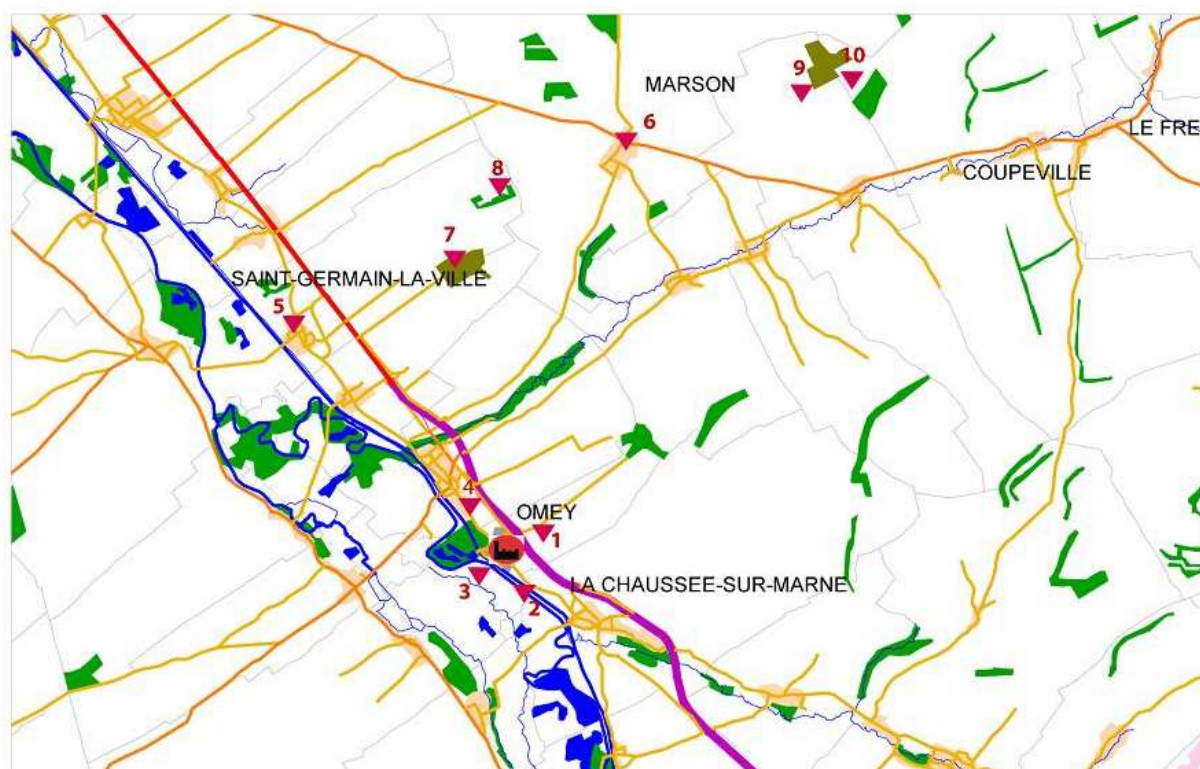 10
9
MARSON
6
LE FRE
8
COUPEVILLE
7
SAINT-GERMAIN-LA-VILLE
5
4
OMEY
1
3
LA CHAUSSEE-SUR-MARNE
2